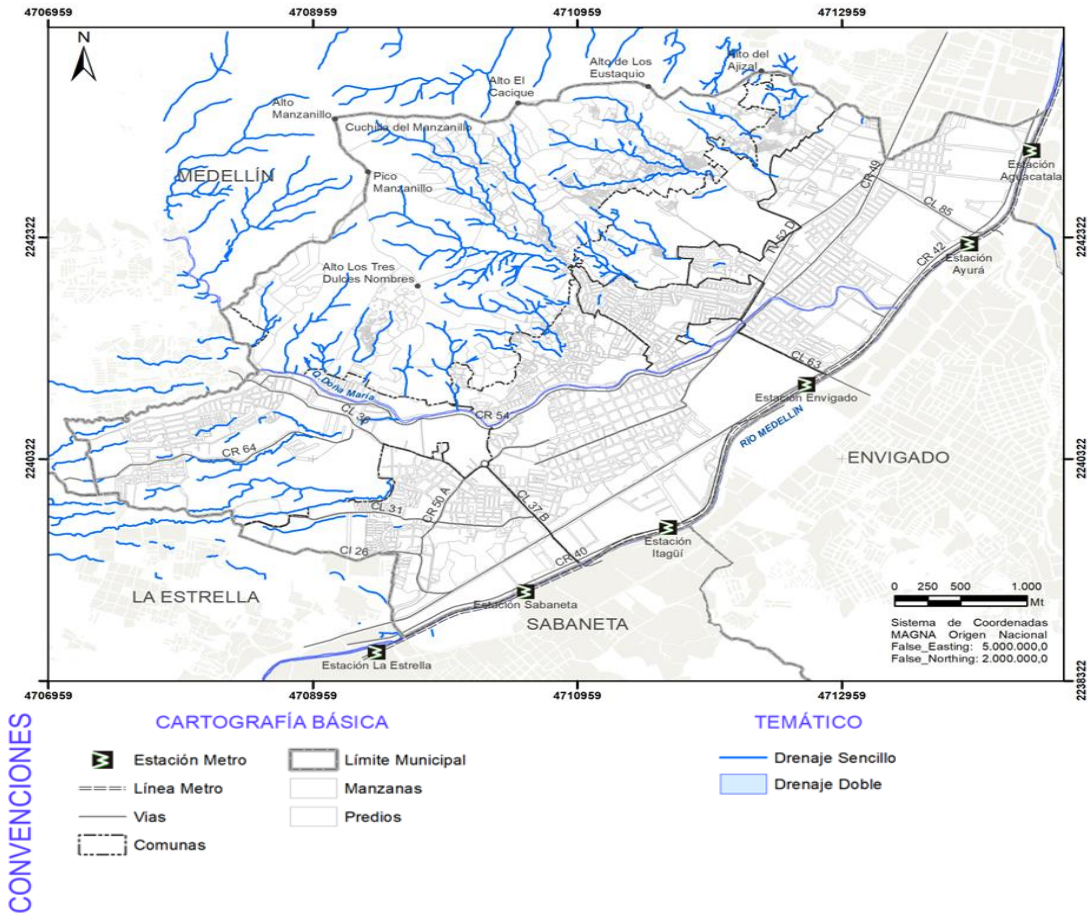 4706959
4708959
4710959
4712959
N
Alto del
Ajizal
Alto de Los
Eustaquio
Alto El
Cacique
Alto
Manzanillo
Cuchilla del Manzanillo
Estación
Aguacatala
MEDELLÍN
Pico
Manzanillo
CR 49
CL 85
2242322
TV 52 D
CR 42
Estación
Ayurá
2242322
Alto Los Tres
Dulces Nombres
CL 63
Q Doña María
Estación Envigado
CL 36
CR 54
RIO MEDELLÍN
CR 64
ENVIGADO
2240322
2240322
CL 31
CR 50 A
CL 37 B
Estación
Itagüí
Cl 26
CR 40
LA ESTRELLA
Estación Sabaneta
SABANETA
0 250 500 1.000
Mt
Sistema de Coordenadas
MAGNA Origen Nacional
False_Easting: 5.000.000,0
False_Northing: 2.000.000,0
Estación La Estrella
2238322
4706959
4708959
4710959
4712959
CONVENCIONES
CARTOGRAFÍA BÁSICA
Estación Metro
Línea Metro
Vias
Comunas
Límite Municipal
Manzanas
Predios
TEMÁTICO
Drenaje Sencillo
Drenaje Doble